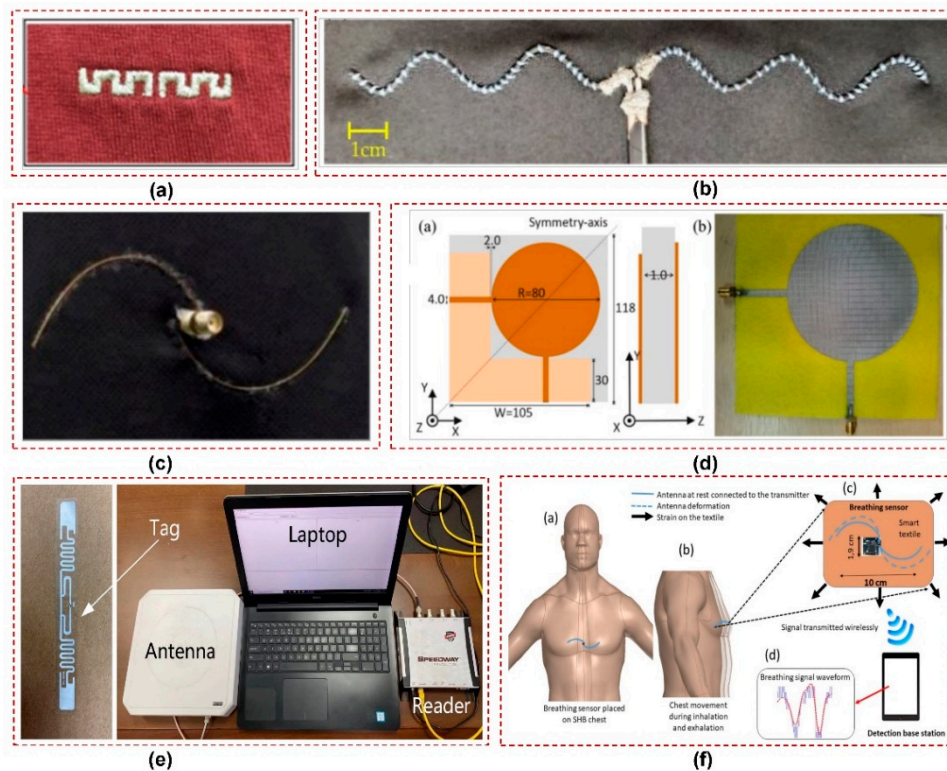 1cm
(a)
(b)
(c)
(a)
Symmetry-axis
2.0
4.0
R=80
118
30
W=105
1.0
Y
Z
X
Y
X
Z
(b)
(d)
Tag
Antenna
Laptop
SPEEDWAY
Reader
(e)
Antenna at rest connected to the transmitter
Antenna deformation
Strain on the textile
(a)
(b)
(c)
Breathing sensor
Smart
textile
1,9 cm
10 cm
Signal transmitted wirelessly
(d)
Breathing signal waveform
Breathing sensor placed
on SHB chest
Chest movement
during inhalation
and exhalation
Detection base station
(f)